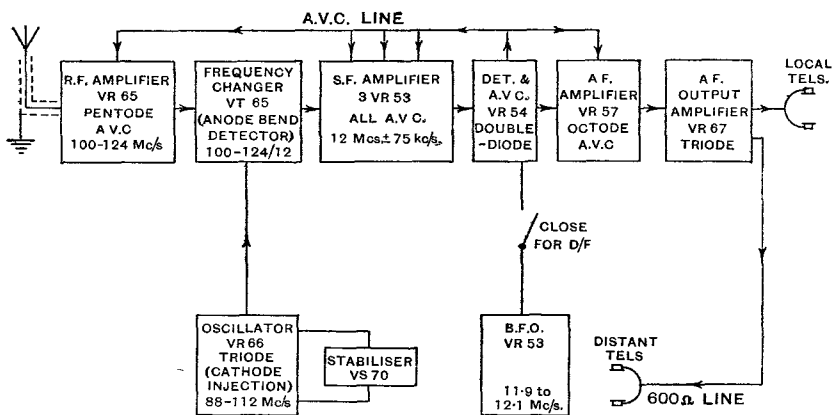 A.V.C. LINE
R.F. AMPLIFIER
VR 65
PENTODE
A V.C
100-124 Mc/s
FREQUENCY
CHANGER
VT 65
(ANODE BEND
DETECTOR)
100-124/12
S.F. AMPLIFIER
3 VR 53
ALL A.V.C.
12 Mcs.± 75 kc/s.
DET. &
A.V.C.
VR 54
DOUBLE
-DIODE
A F.
AMPLIFIER
VR 57
OCTODE
A.V.C
A F.
OUTPUT
AMPLIFIER
VR 67
TRIODE
LOCAL
TELS.
CLOSE
FOR D/F
OSCILLATOR
VR 66
TRIODE
(CATHODE
INJECTION)
88-112 Mc/s
STABILISER
VS 70
B.F.O.
VR 53
11·9 to
12·1 Mc/s.
DISTANT
TELS
600Ω LINE